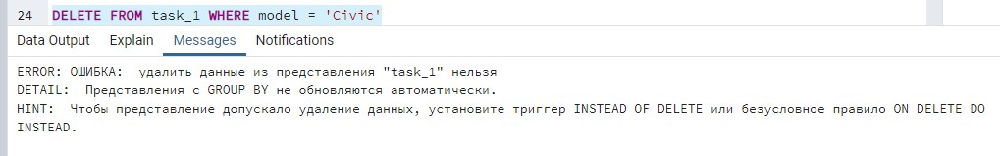 24 DELETE FROM task_1 WHERE model = 'Civic'
Data Output Explain Messages Notifications
ERROR: ОШИБКА:  удалить данные из представления "task_1" нельзя
DETAIL:  Представления с GROUP BY не обновляются автоматически.
HINT:  Чтобы представление допускало удаление данных, установите триггер INSTEAD OF DELETE или безусловное правило ON DELETE DO
INSTEAD.